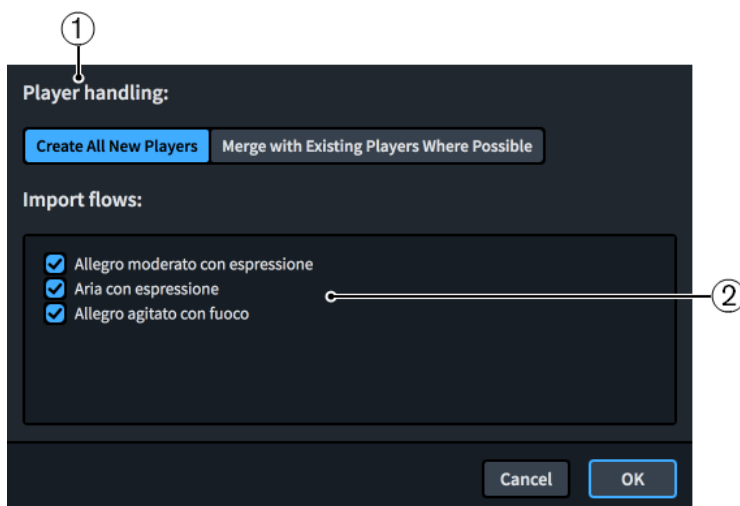 1
Player handling:
Create All New Players Merge with Existing Players Where Possible
Import flows:
Allegro moderato con espressione
Aria con espressione
2
Allegro agitato con fuoco
Cancel OK